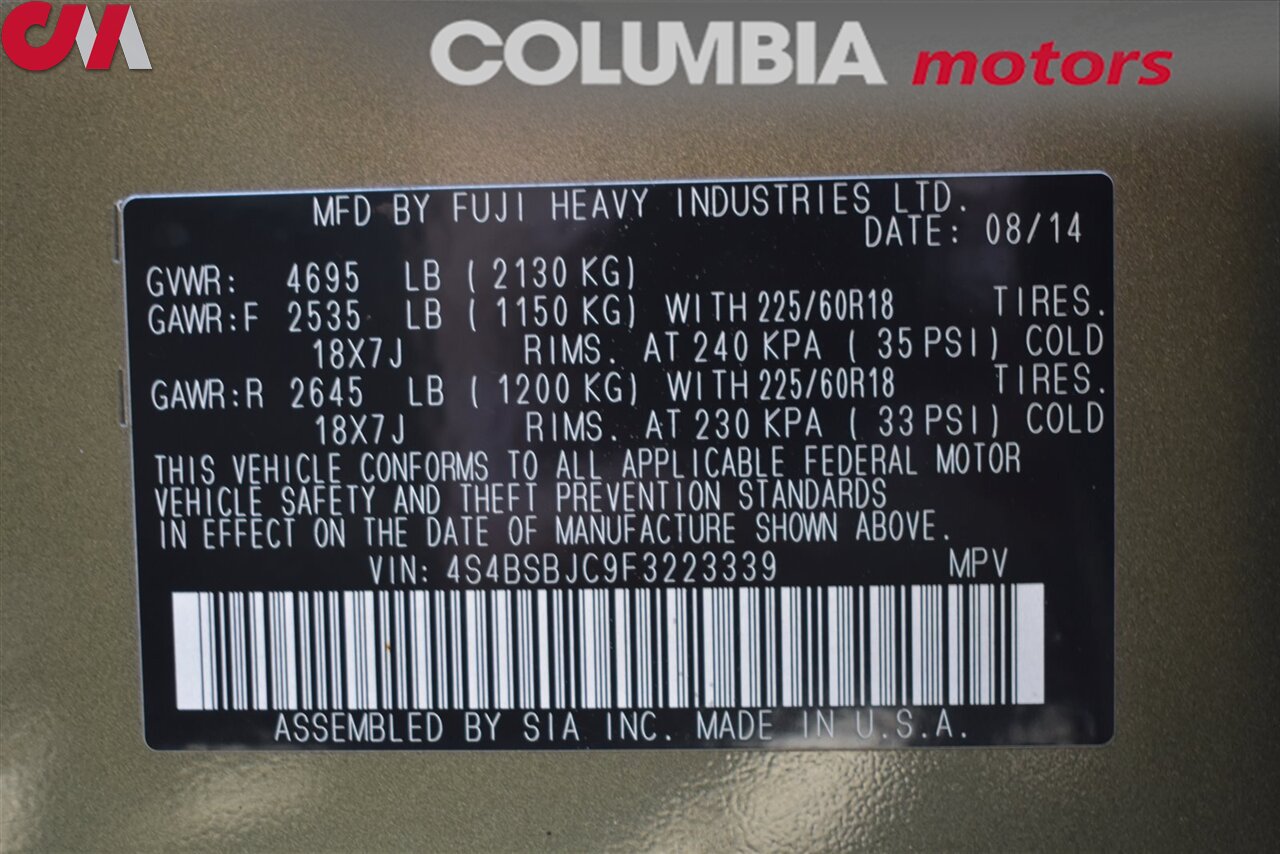 CM
COLUMBIA motors
MFD BY FUJI HEAVY INDUSTRIES LTD.
DATE: 08/14
GVWR: 4695 LB ( 2130 KG)
GAWR:F 2535 LB ( 1150 KG) WITH 225/60R18 TIRES.
18X7J RIMS. AT 240 KPA ( 35 PSI) COLD
GAWR:R 2645 LB ( 1200 KG) WITH 225/60R18 TIRES.
18X7J RIMS. AT 230 KPA ( 33 PSI) COLD
THIS VEHICLE CONFORMS TO ALL APPLICABLE FEDERAL MOTOR
VEHICLE SAFETY AND THEFT PREVENTION STANDARDS
IN EFFECT ON THE DATE OF MANUFACTURE SHOWN ABOVE.
VIN: 4S4BSBJC9F3223339 MPV
ASSEMBLED BY SIA INC. MADE IN U.S.A.